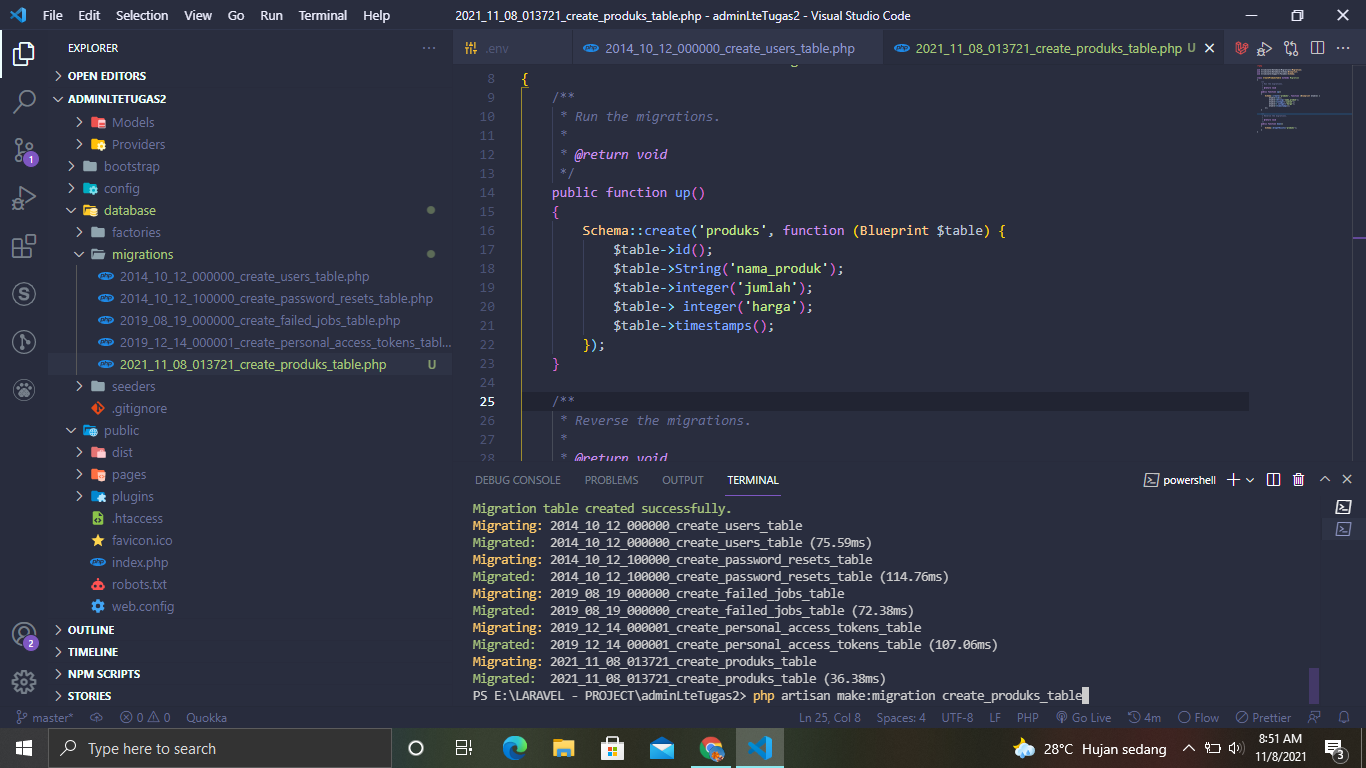 File Edit Selection View Go Run Terminal Help
2021_11_08_013721_create_produks_table.php - adminLteTugas2 - Visual Studio Code
EXPLORER
OPEN EDITORS
ADMINLTETUGAS2
Models
Providers
bootstrap
config
database
factories
migrations
2014_10_12_000000_create_users_table.php
2014_10_12_100000_create_password_resets_table.php
2019_08_19_000000_create_failed_jobs_table.php
2019_12_14_000001_create_personal_access_tokens_tabl...
2021_11_08_013721_create_produks_table.php U
seeders
.gitignore
public
dist
pages
plugins
.htaccess
favicon.ico
index.php
robots.txt
web.config
OUTLINE
TIMELINE
NPM SCRIPTS
STORIES
1
2
.env
2014_10_12_000000_create_users_table.php
2021_11_08_013721_create_produks_table.php U
8 {
9 /**
10 * Run the migrations.
11 *
12 * @return void
13 */
14 public function up()
15 {
16 Schema::create('produks', function (Blueprint $table) {
17 $table->id();
18 $table->String('nama_produk');
19 $table->integer('jumlah');
20 $table-> integer('harga');
21 $table->timestamps();
22 });
23 }
24
25 /**
26 * Reverse the migrations.
27 *
28 * @return void
DEBUG CONSOLE PROBLEMS OUTPUT TERMINAL
powershell
Migration table created successfully.
Migrating: 2014_10_12_000000_create_users_table
Migrated: 2014_10_12_000000_create_users_table (75.59ms)
Migrating: 2014_10_12_100000_create_password_resets_table
Migrated: 2014_10_12_100000_create_password_resets_table (114.76ms)
Migrating: 2019_08_19_000000_create_failed_jobs_table
Migrated: 2019_08_19_000000_create_failed_jobs_table (72.38ms)
Migrating: 2019_12_14_000001_create_personal_access_tokens_table
Migrated: 2019_12_14_000001_create_personal_access_tokens_table (107.06ms)
Migrating: 2021_11_08_013721_create_produks_table
Migrated: 2021_11_08_013721_create_produks_table (36.38ms)
PS E:\LARAVEL - PROJECT\adminLteTugas2> php artisan make:migration create_produks_table
master* 0 0 Quokka
Ln 25, Col 8 Spaces: 4 UTF-8 LF PHP Go Live 4m Flow Prettier
Type here to search
28°C Hujan sedang
8:51 AM
11/8/2021
3